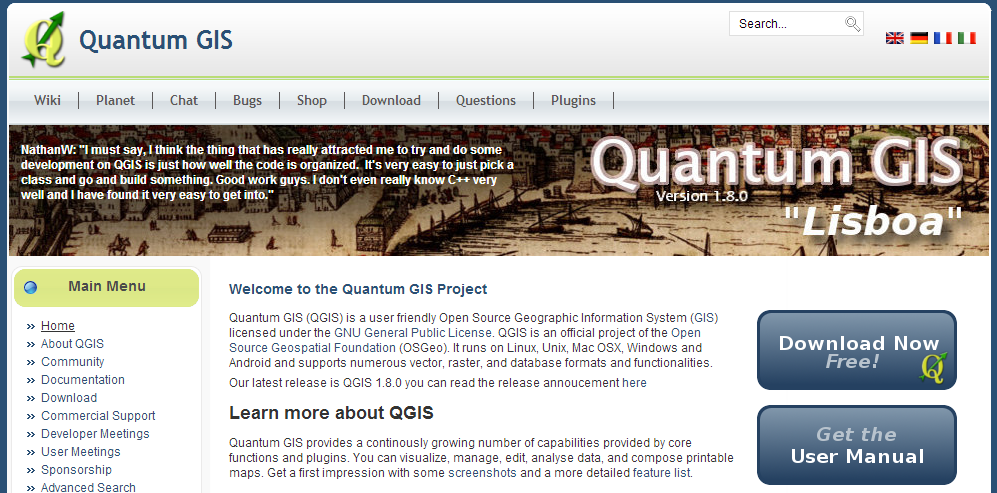 Quantum GIS
Search...
Wiki
Planet
Chat
Bugs
Shop
Download
Questions
Plugins
NathanW: "I must say, I think the thing that has really attracted me to try and do some
development on QGIS is just how well the code is organized.  It's very easy to just pick a
class and go and build something. Good work guys. I don't even really know C++ very
well and I have found it very easy to get into."
Quantum GIS
Version 1.8.0
"Lisboa"
Main Menu
Home
About QGIS
Community
Documentation
Download
Commercial Support
Developer Meetings
User Meetings
Sponsorship
Advanced Search
Welcome to the Quantum GIS Project
Quantum GIS (QGIS) is a user friendly Open Source Geographic Information System (GIS)
licensed under the GNU General Public License. QGIS is an official project of the Open
Source Geospatial Foundation (OSGeo). It runs on Linux, Unix, Mac OSX, Windows and
Android and supports numerous vector, raster, and database formats and functionalities.
Our latest release is QGIS 1.8.0 you can read the release annoucement here
Learn more about QGIS
Quantum GIS provides a continously growing number of capabilities provided by core
functions and plugins. You can visualize, manage, edit, analyse data, and compose printable
maps. Get a first impression with some screenshots and a more detailed feature list.
Download Now
Free!
Get the
User Manual